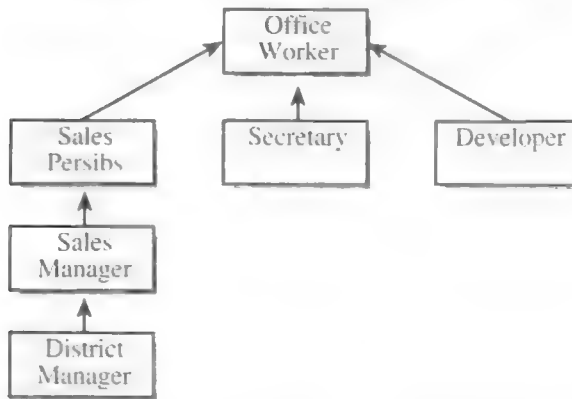 Office
Worker
Sales
Persibs
Secretary
Developer
Sales
Manager
District
Manager